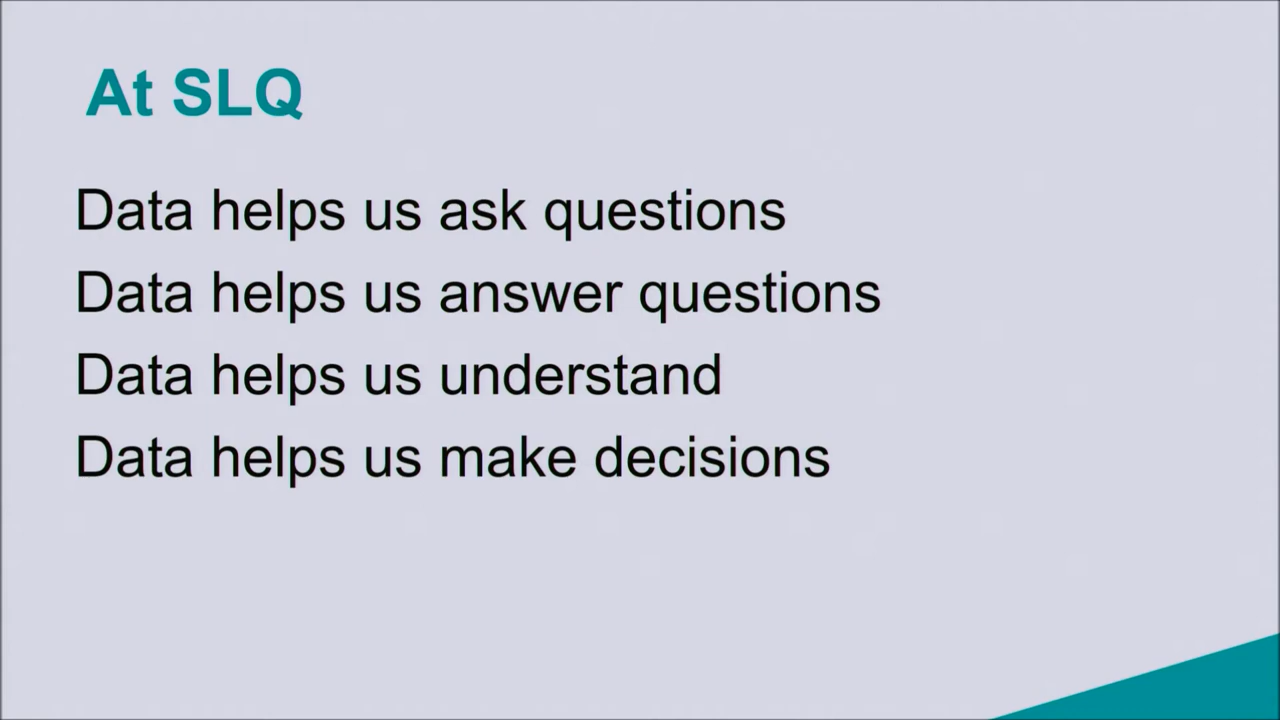 At SLQ
Data helps us ask questions
Data helps us answer questions
Data helps us understand
Data helps us make decisions